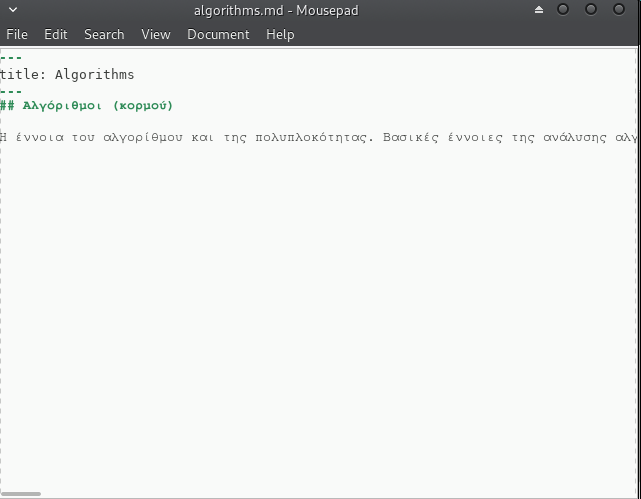 algorithms.md - Mousepad
File Edit Search View Document Help
---
title: Algorithms
---
## Αλγόριθμοι (κορμού)
Η έννοια του αλγορίθμου και της πολυπλοκότητας. Βασικές έννοιες της ανάλυσης αλγ